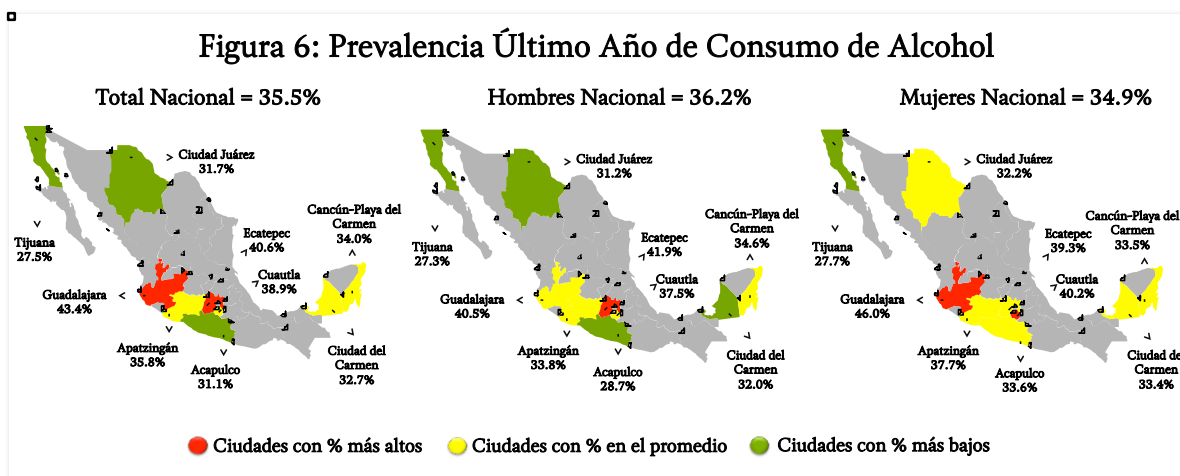 Figura 6: Prevalencia Último Año de Consumo de Alcohol
Total Nacional = 35.5%
Ciudad Juárez
31.7%
Cancún-Playa del
Carmen
34.0%
Ecatepec
40.6%
Tijuana
27.5%
Cuautla
38.9%
Guadalajara
43.4%
Apatzingán
35.8%
Acapulco
31.1%
Ciudad del
Carmen
32.7%
Hombres Nacional = 36.2%
Ciudad Juárez
31.2%
Cancún-Playa del
Carmen
34.6%
Ecatepec
41.9%
Tijuana
27.3%
Cuautla
37.5%
Guadalajara
40.5%
Apatzingán
33.8%
Acapulco
28.7%
Ciudad del
Carmen
32.0%
Mujeres Nacional = 34.9%
Ciudad Juárez
32.2%
Cancún-Playa del
Carmen
33.5%
Ecatepec
39.3%
Tijuana
27.7%
Cuautla
40.2%
Guadalajara
46.0%
Apatzingán
37.7%
Acapulco
33.6%
Ciudad del
Carmen
33.4%
Ciudades con % más altos
Ciudades con % en el promedio
Ciudades con % más bajos